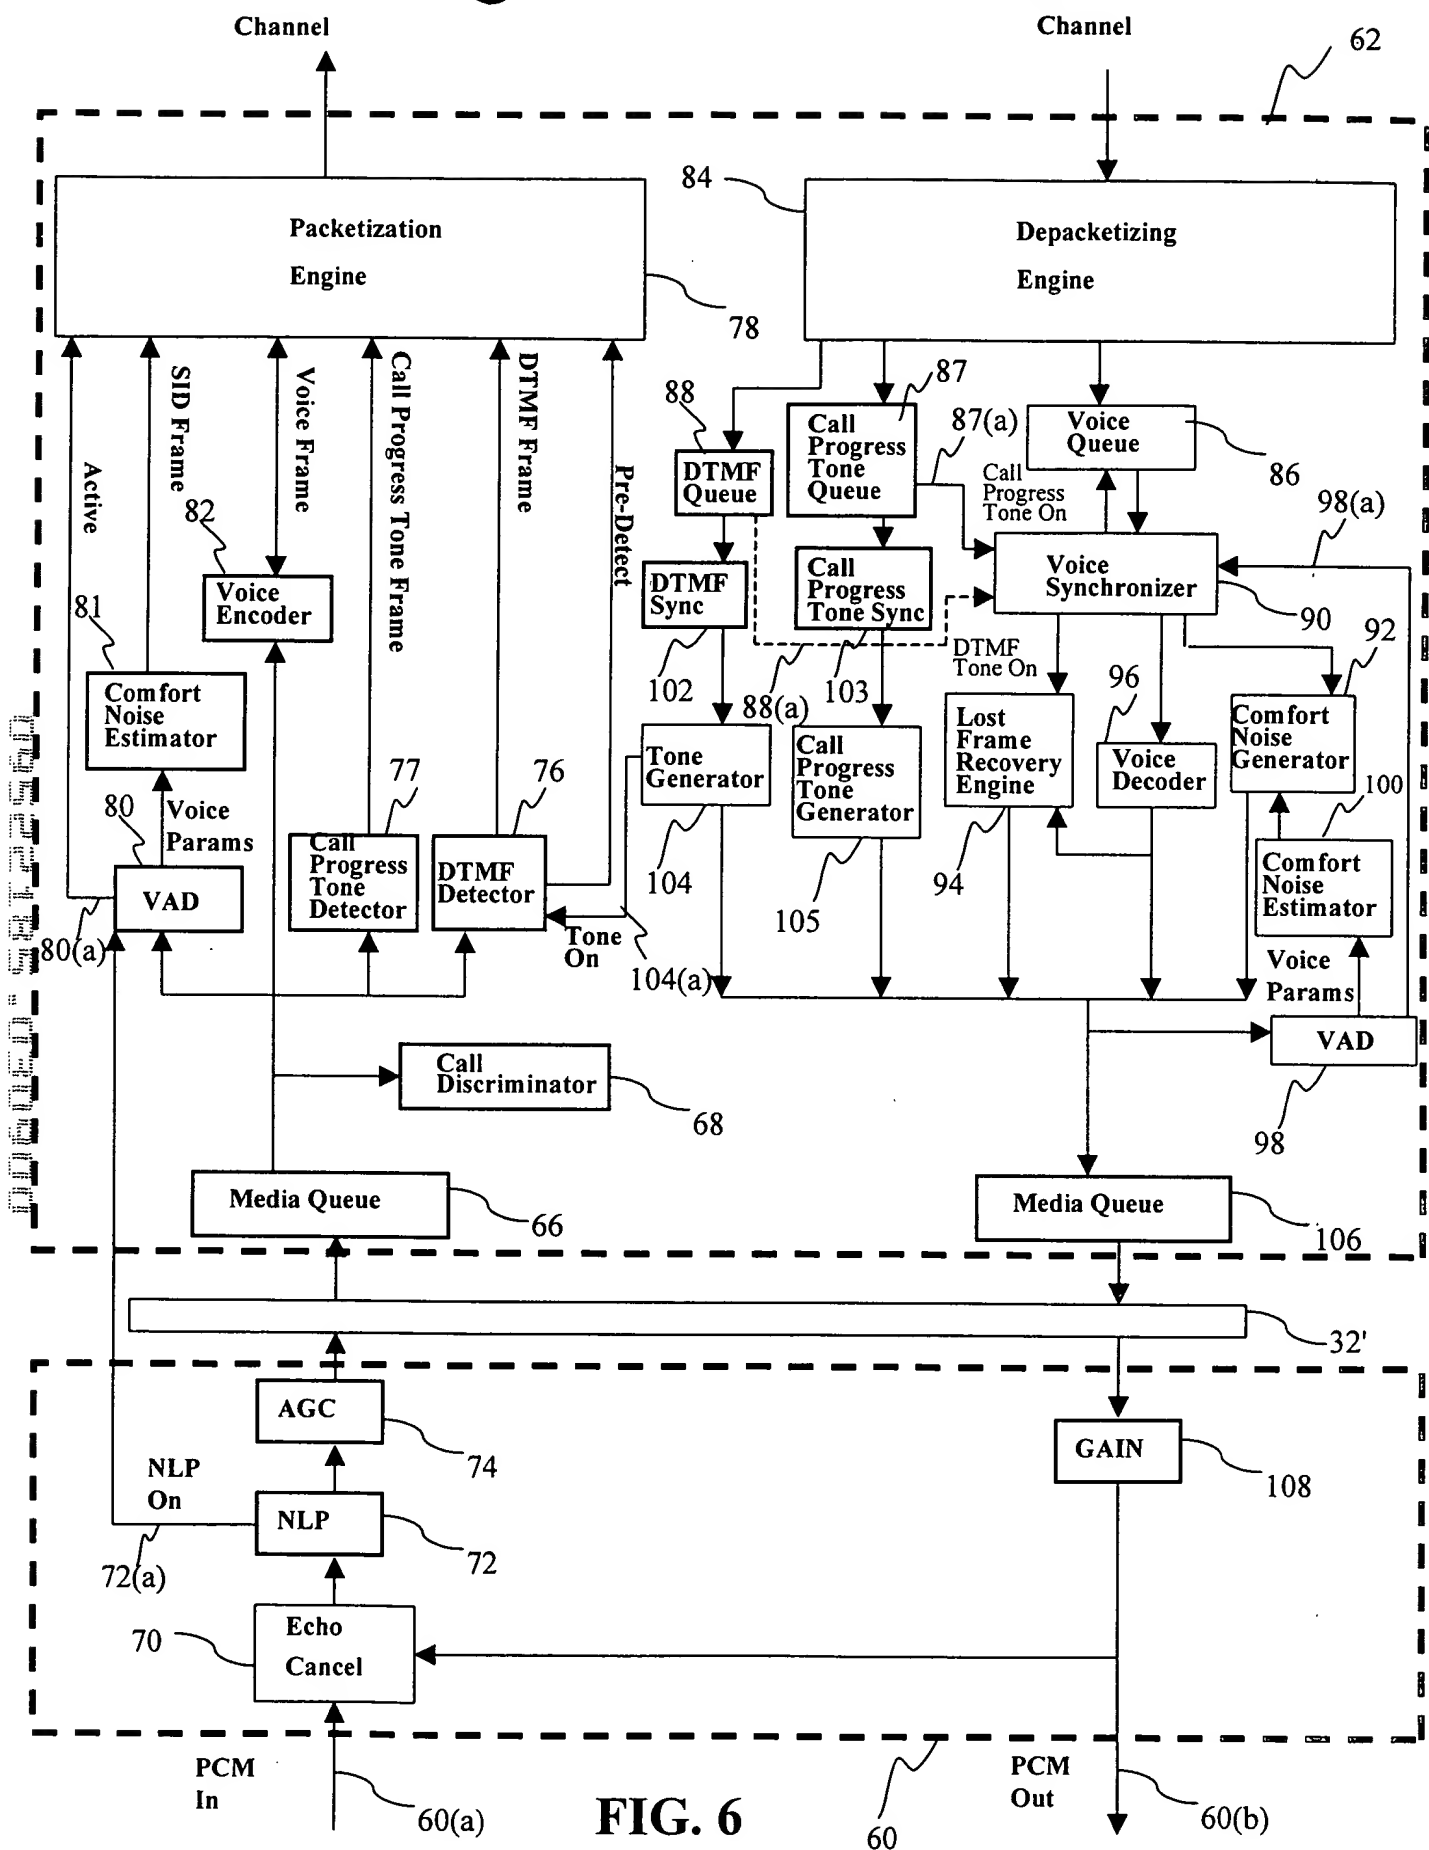 Channel
Channel
62
Packetization
Engine
78
84
Depacketizing
Engine
Active
SID Frame
Voice Frame
Call Progress Tone Frame
DTMF Frame
Pre-Detect
88
DTMF
Queue
87
Call
Progress
Tone
Queue
87(a)
Voice
Queue
86
Call
Progress
Tone On
98(a)
82
Voice
Encoder
DTMF
Sync
102
Call
Progress
Tone Sync
103
88(a)
Voice
Synchronizer
90
DTMF
Tone On
81
Comfort
Noise
Estimator
80
Voice
Params
VAD
80(a)
77
Call
Progress
Tone
Detector
76
DTMF
Detector
Tone
Generator
104
Tone
On
104(a)
Call
Progress
Tone
Generator
105
Lost
Frame
Recovery
Engine
94
96
Voice
Decoder
92
Comfort
Noise
Generator
100
Comfort
Noise
Estimator
Voice
Params
VAD
98
Call
Discriminator
68
Media Queue
66
Media Queue
106
32'
AGC
74
GAIN
108
NLP
On
NLP
72
72(a)
Echo
Cancel
70
PCM
In
60(a)
FIG. 6
60
PCM
Out
60(b)